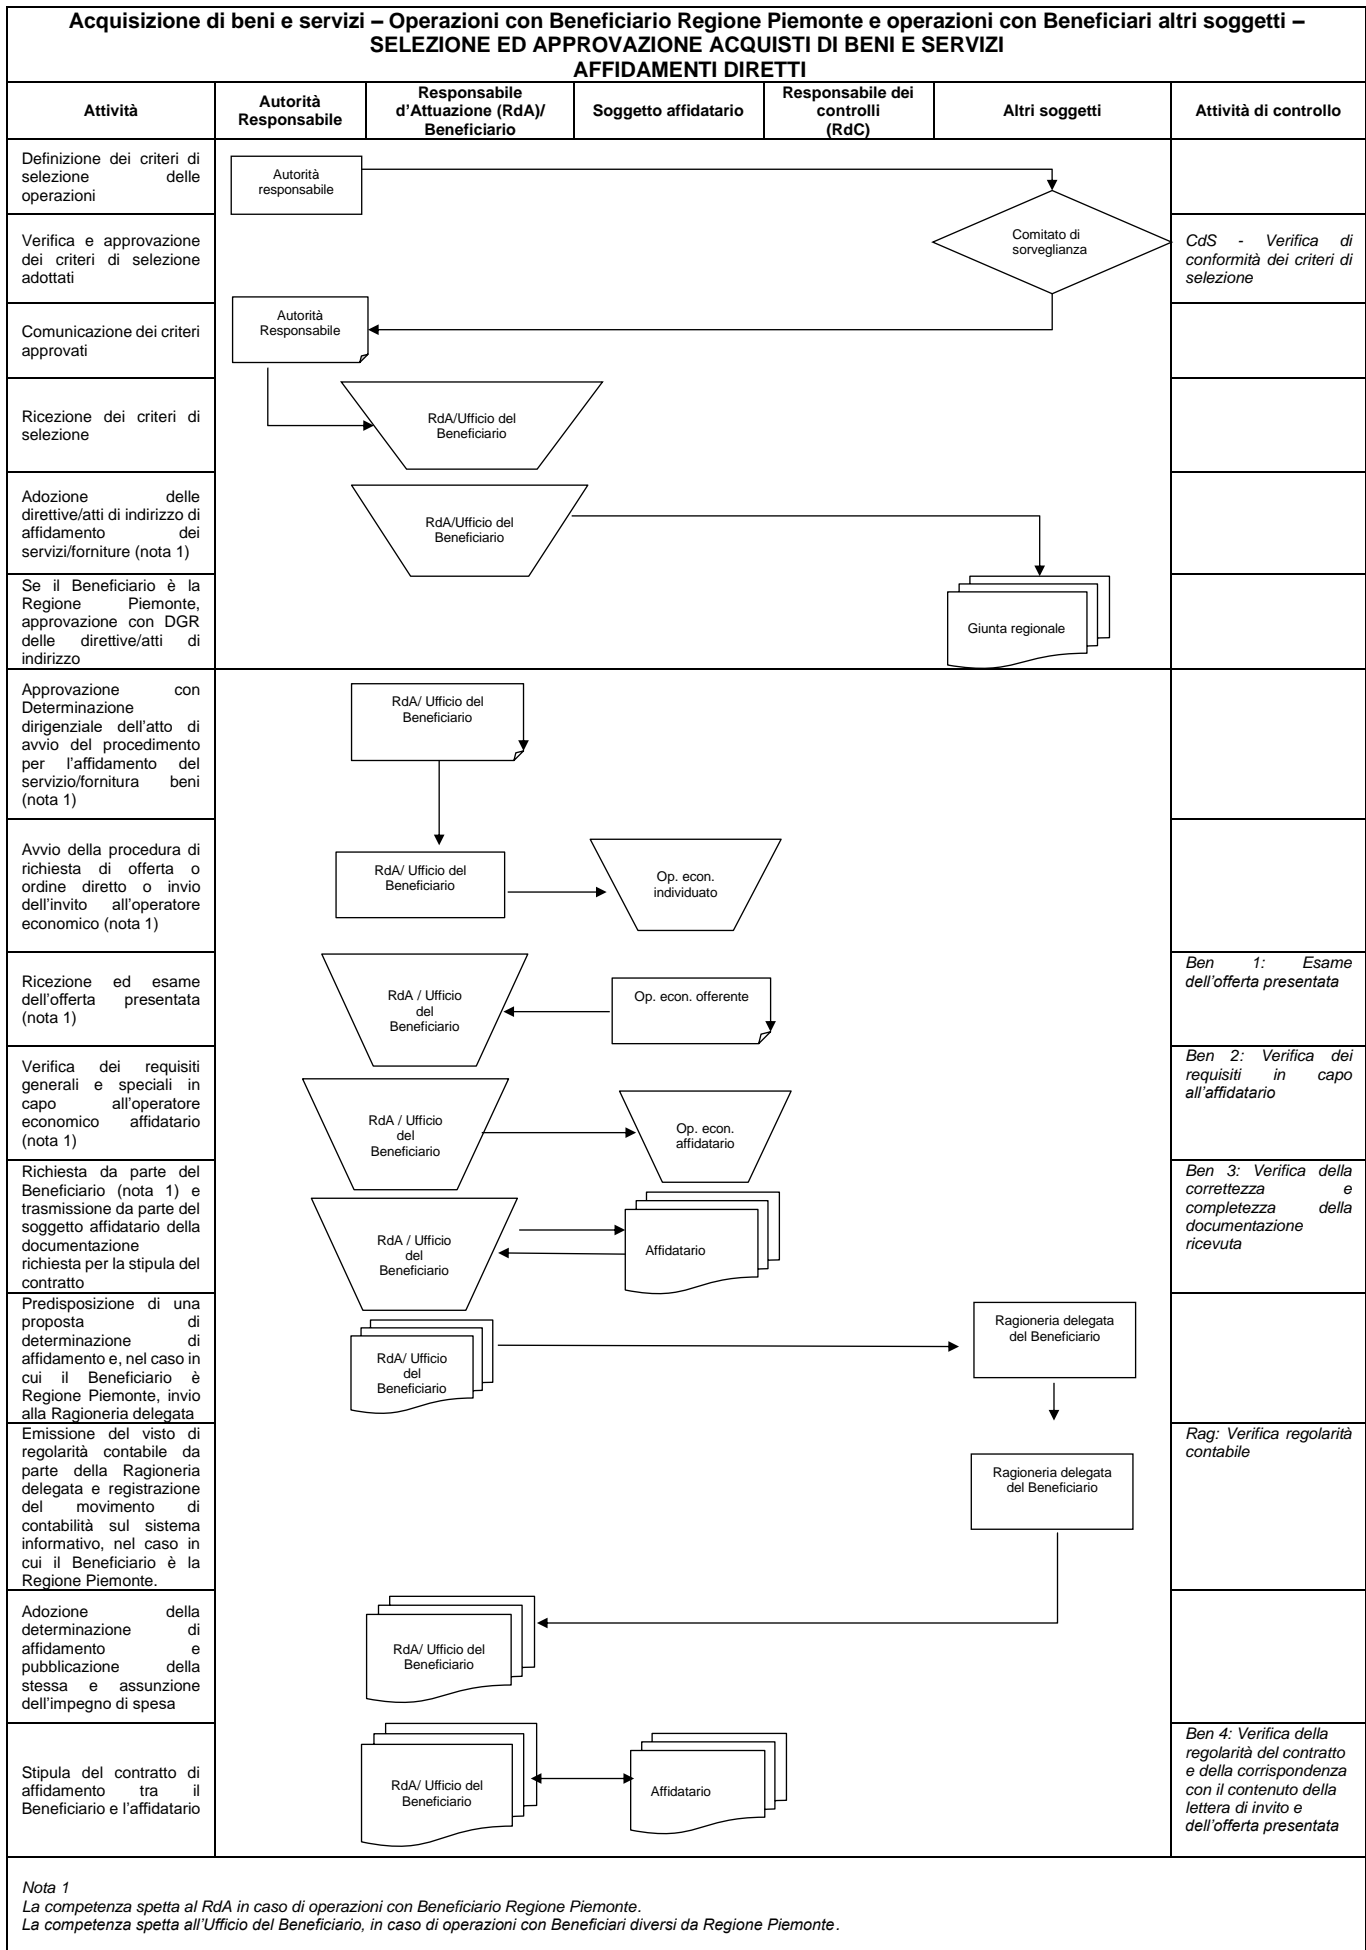 Acquisizione di beni e servizi – Operazioni con Beneficiario Regione Piemonte e operazioni con Beneficiari altri soggetti –
SELEZIONE ED APPROVAZIONE ACQUISTI DI BENI E SERVIZI
AFFIDAMENTI DIRETTI
Attività
Autorità
Responsabile
Responsabile
d'Attuazione (RdA)/
Beneficiario
Soggetto affidatario
Responsabile dei
controlli
(RdC)
Altri soggetti
Attività di controllo
Definizione dei criteri di
selezione delle
operazioni
Autorità
responsabile
Verifica e approvazione
dei criteri di selezione
adottati
Comitato di
sorveglianza
CdS - Verifica di
conformità dei criteri di
selezione
Comunicazione dei criteri
approvati
Autorità
Responsabile
Ricezione dei criteri di
selezione
RdA/Ufficio del
Beneficiario
Adozione delle
direttive/atti di indirizzo di
affidamento dei
servizi/forniture (nota 1)
RdA/Ufficio del
Beneficiario
Se il Beneficiario è la
Regione Piemonte,
approvazione con DGR
delle direttive/atti di
indirizzo
Giunta regionale
Approvazione con
Determinazione
dirigenziale dell'atto di
avvio del procedimento
per l'affidamento del
servizio/fornitura beni
(nota 1)
RdA/ Ufficio del
Beneficiario
Avvio della procedura di
richiesta di offerta o
ordine diretto o invio
dell'invito all'operatore
economico (nota 1)
RdA/ Ufficio del
Beneficiario
Op. econ.
individuato
Ricezione ed esame
dell'offerta presentata
(nota 1)
RdA / Ufficio
del
Beneficiario
Op. econ. offerente
Ben 1: Esame
dell'offerta presentata
Verifica dei requisiti
generali e speciali in
capo all'operatore
economico affidatario
(nota 1)
RdA / Ufficio
del
Beneficiario
Op. econ.
affidatario
Ben 2: Verifica dei
requisiti in capo
all'affidatario
Richiesta da parte del
Beneficiario (nota 1) e
trasmissione da parte del
soggetto affidatario della
documentazione
richiesta per la stipula del
contratto
RdA / Ufficio
del
Beneficiario
Affidatario
Ben 3: Verifica della
correttezza e
completezza della
documentazione
ricevuta
Predisposizione di una
proposta di
determinazione di
affidamento e, nel caso in
cui il Beneficiario è
Regione Piemonte, invio
alla Ragioneria delegata
RdA/ Ufficio
del
Beneficiario
Ragioneria delegata
del Beneficiario
Emissione del visto di
regolarità contabile da
parte della Ragioneria
delegata e registrazione
del movimento di
contabilità sul sistema
informativo, nel caso in
cui il Beneficiario è la
Regione Piemonte.
Ragioneria delegata
del Beneficiario
Rag: Verifica regolarità
contabile
Adozione della
determinazione di
affidamento e
pubblicazione della
stessa e assunzione
dell'impegno di spesa
RdA/ Ufficio del
Beneficiario
Stipula del contratto di
affidamento tra il
Beneficiario e l'affidatario
RdA/ Ufficio del
Beneficiario
Affidatario
Ben 4: Verifica della
regolarità del contratto
e della corrispondenza
con il contenuto della
lettera di invito e
dell'offerta presentata
Nota 1
La competenza spetta al RdA in caso di operazioni con Beneficiario Regione Piemonte.
La competenza spetta all'Ufficio del Beneficiario, in caso di operazioni con Beneficiari diversi da Regione Piemonte.